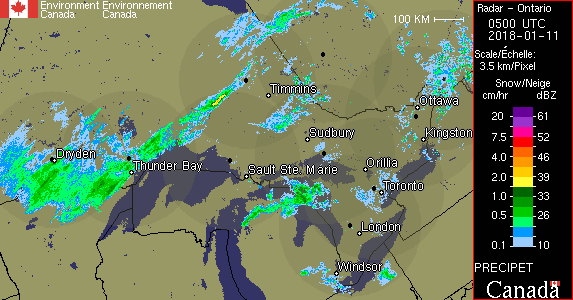 Environment Environnement
Canada Canada
100 KM
Timmins
Ottawa
Sudbury
Kingston
Dryden
Thunder Bay
Sault Ste. Marie
Orillia
Toronto
London
Windsor
Radar - Ontario
0500 UTC
2018-01-11
Scale/Échelle:
3.5 km/Pixel
Snow/Neige
cm/hr dBZ
20 61
7.5 52
4.0 46
2.0 39
1.0 33
0.5 26
0.1 10
PRECIPET
Canada